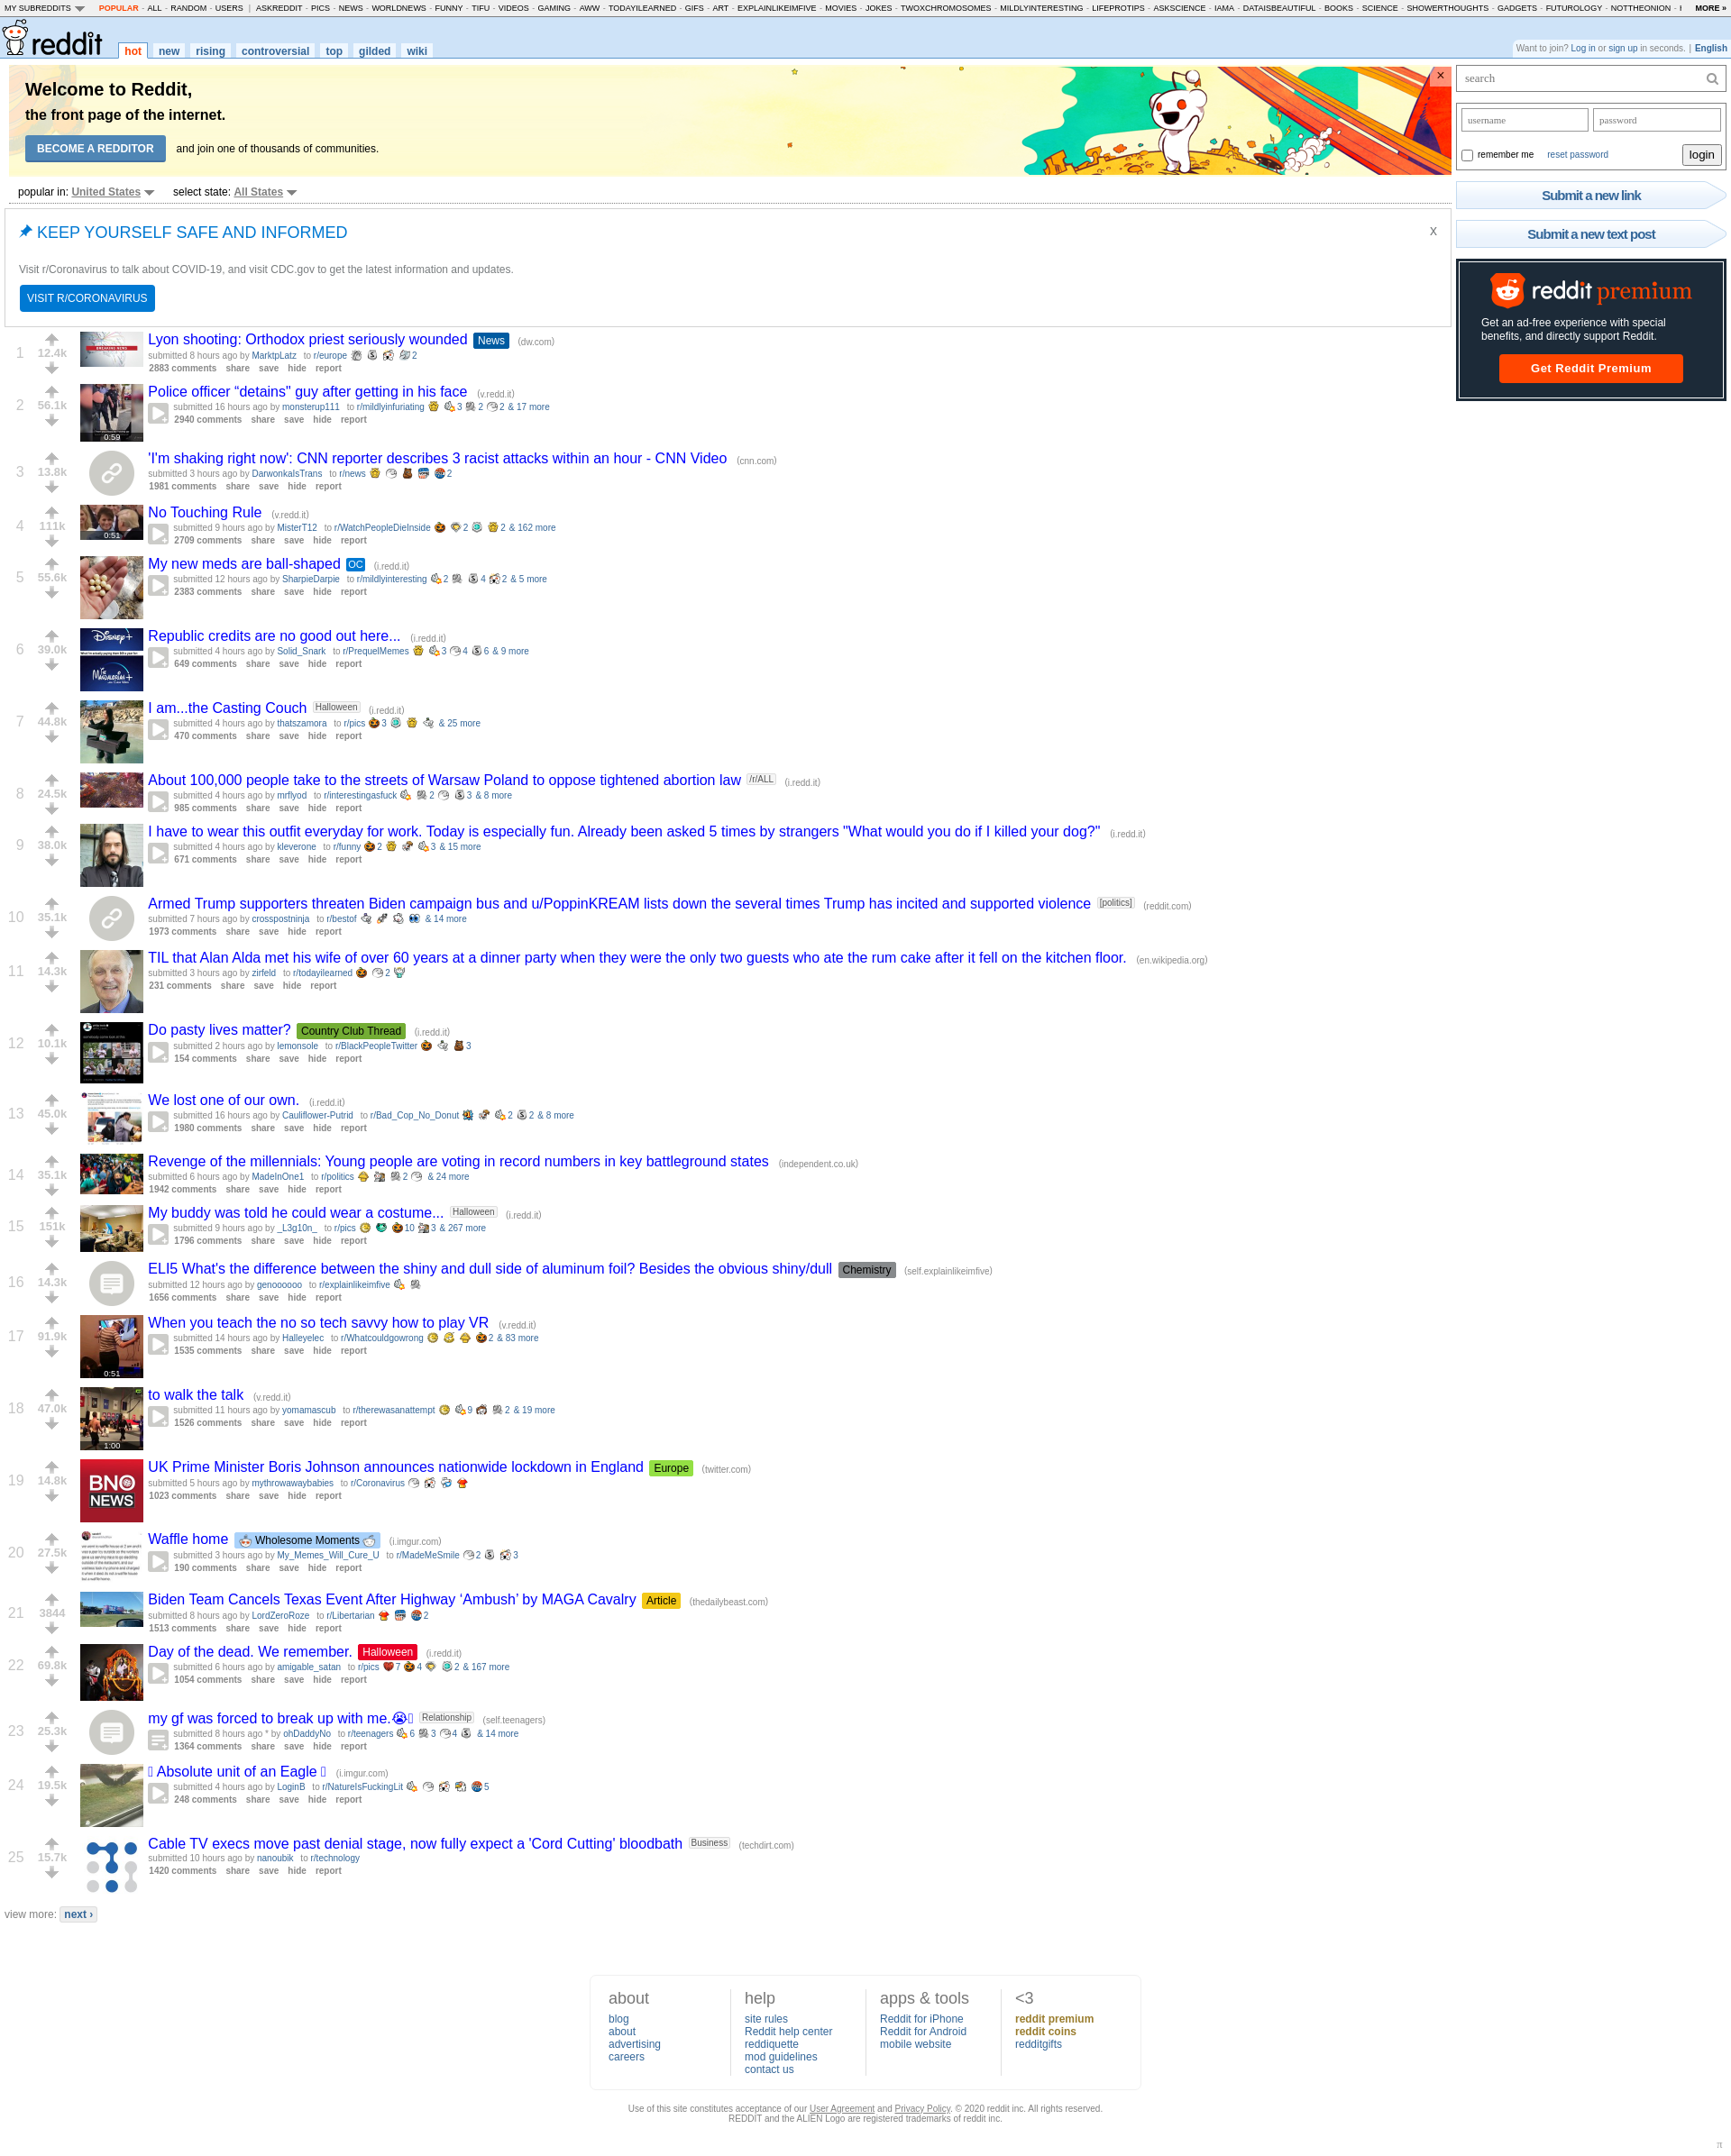 MY SUBREDDITS POPULAR - ALL - RANDOM - USERS | ASKREDDIT - PICS - NEWS - WORLDNEWS - FUNNY - TIFU - VIDEOS - GAMING - AWW - TODAYILEARNED - GIFS - ART - EXPLAINLIKEIMFIVE - MOVIES - JOKES - TWOXCHROMOSOMES - MILDLYINTERESTING - LIFEPROTIPS - ASKSCIENCE - IAMA - DATAISBEAUTIFUL - BOOKS - SCIENCE - SHOWERTHOUGHTS - GADGETS - FUTUROLOGY - NOTTHEONION - MORE »
reddit hot new rising controversial top gilded wiki
Want to join? Log in or sign up in seconds. | English
Welcome to Reddit,
the front page of the internet.
BECOME A REDDITOR and join one of thousands of communities.
×
search
username password
remember me reset password login
Submit a new link
Submit a new text post
reddit premium
Get an ad-free experience with special
benefits, and directly support Reddit.
Get Reddit Premium
popular in: United States select state: All States
KEEP YOURSELF SAFE AND INFORMED x
Visit r/Coronavirus to talk about COVID-19, and visit CDC.gov to get the latest information and updates.
VISIT R/CORONAVIRUS
1 12.4k Lyon shooting: Orthodox priest seriously wounded News (dw.com)
submitted 8 hours ago by MarktpLatz to r/europe 2
2883 comments share save hide report
2 56.1k Police officer “detains” guy after getting in his face (v.redd.it)
submitted 16 hours ago by monsterup111 to r/mildlyinfuriating 3 2 2 & 17 more
2940 comments share save hide report
0:59
3 13.8k 'I'm shaking right now': CNN reporter describes 3 racist attacks within an hour - CNN Video (cnn.com)
submitted 3 hours ago by DarwonkaIsTrans to r/news 2
1981 comments share save hide report
4 111k No Touching Rule (v.redd.it)
submitted 9 hours ago by MisterT12 to r/WatchPeopleDieInside 2 2 & 162 more
2709 comments share save hide report
0:51
5 55.6k My new meds are ball-shaped OC (i.redd.it)
submitted 12 hours ago by SharpieDarpie to r/mildlyinteresting 2 4 2 & 5 more
2383 comments share save hide report
6 39.0k Republic credits are no good out here... (i.redd.it)
submitted 4 hours ago by Solid_Snark to r/PrequelMemes 3 4 6 & 9 more
649 comments share save hide report
Disney+
7 44.8k I am...the Casting Couch Halloween (i.redd.it)
submitted 4 hours ago by thatszamora to r/pics 3 & 25 more
470 comments share save hide report
8 24.5k About 100,000 people take to the streets of Warsaw Poland to oppose tightened abortion law /r/ALL (i.redd.it)
submitted 4 hours ago by mrflyod to r/interestingasfuck 2 3 & 8 more
985 comments share save hide report
9 38.0k I have to wear this outfit everyday for work. Today is especially fun. Already been asked 5 times by strangers "What would you do if I killed your dog?" (i.redd.it)
submitted 4 hours ago by kleverone to r/funny 2 3 & 15 more
671 comments share save hide report
10 35.1k Armed Trump supporters threaten Biden campaign bus and u/PoppinKREAM lists down the several times Trump has incited and supported violence [politics] (reddit.com)
submitted 7 hours ago by crosspostninja to r/bestof & 14 more
1973 comments share save hide report
11 14.3k TIL that Alan Alda met his wife of over 60 years at a dinner party when they were the only two guests who ate the rum cake after it fell on the kitchen floor. (en.wikipedia.org)
submitted 3 hours ago by zirfeld to r/todayilearned 2
231 comments share save hide report
12 10.1k Do pasty lives matter? Country Club Thread (i.redd.it)
submitted 2 hours ago by lemonsole to r/BlackPeopleTwitter 3
154 comments share save hide report
13 45.0k We lost one of our own. (i.redd.it)
submitted 16 hours ago by Cauliflower-Putrid to r/Bad_Cop_No_Donut 2 2 & 8 more
1980 comments share save hide report
14 35.1k Revenge of the millennials: Young people are voting in record numbers in key battleground states (independent.co.uk)
submitted 6 hours ago by MadeInOne1 to r/politics 2 & 24 more
1942 comments share save hide report
15 151k My buddy was told he could wear a costume... Halloween (i.redd.it)
submitted 9 hours ago by _L3g10n_ to r/pics 10 3 & 267 more
1796 comments share save hide report
16 14.3k ELI5 What's the difference between the shiny and dull side of aluminum foil? Besides the obvious shiny/dull Chemistry (self.explainlikeimfive)
submitted 12 hours ago by genoooooo to r/explainlikeimfive
1656 comments share save hide report
17 91.9k When you teach the no so tech savvy how to play VR (v.redd.it)
submitted 14 hours ago by Halleyelec to r/Whatcouldgowrong 2 & 83 more
1535 comments share save hide report
0:51
18 47.0k to walk the talk (v.redd.it)
submitted 11 hours ago by yomamascub to r/therewasanattempt 9 2 & 19 more
1526 comments share save hide report
1:00
19 14.8k UK Prime Minister Boris Johnson announces nationwide lockdown in England Europe (twitter.com)
submitted 5 hours ago by mythrowawaybabies to r/Coronavirus
1023 comments share save hide report
BNO
NEWS
20 27.5k Waffle home Wholesome Moments (i.imgur.com)
submitted 3 hours ago by My_Memes_Will_Cure_U to r/MadeMeSmile 2 3
190 comments share save hide report
21 3844 Biden Team Cancels Texas Event After Highway ‘Ambush’ by MAGA Cavalry Article (thedailybeast.com)
submitted 8 hours ago by LordZeroRoze to r/Libertarian 2
1513 comments share save hide report
22 69.8k Day of the dead. We remember. Halloween (i.redd.it)
submitted 6 hours ago by amigable_satan to r/pics 7 4 2 & 167 more
1054 comments share save hide report
23 25.3k my gf was forced to break up with me.😭 Relationship (self.teenagers)
submitted 8 hours ago * by ohDaddyNo to r/teenagers 6 3 4 & 14 more
1364 comments share save hide report
24 19.5k Absolute unit of an Eagle (i.imgur.com)
submitted 4 hours ago by LoginB to r/NatureIsFuckingLit 5
248 comments share save hide report
25 15.7k Cable TV execs move past denial stage, now fully expect a 'Cord Cutting' bloodbath Business (techdirt.com)
submitted 10 hours ago by nanoubik to r/technology
1420 comments share save hide report
view more: next ›
about help apps & tools <3
blog site rules Reddit for iPhone reddit premium
about Reddit help center Reddit for Android reddit coins
advertising reddiquette mobile website redditgifts
careers mod guidelines
contact us
Use of this site constitutes acceptance of our User Agreement and Privacy Policy. © 2020 reddit inc. All rights reserved.
REDDIT and the ALIEN Logo are registered trademarks of reddit inc.
π